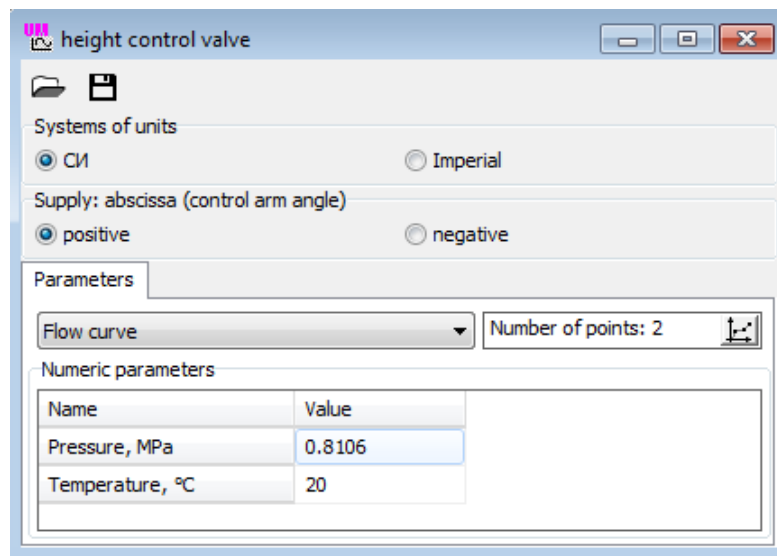 UM height control valve
Systems of units
СИ Imperial
Supply: abscissa (control arm angle)
positive negative
Parameters
Flow curve Number of points: 2
Numeric parameters
Name Value
Pressure, MPa 0.8106
Temperature, °C 20